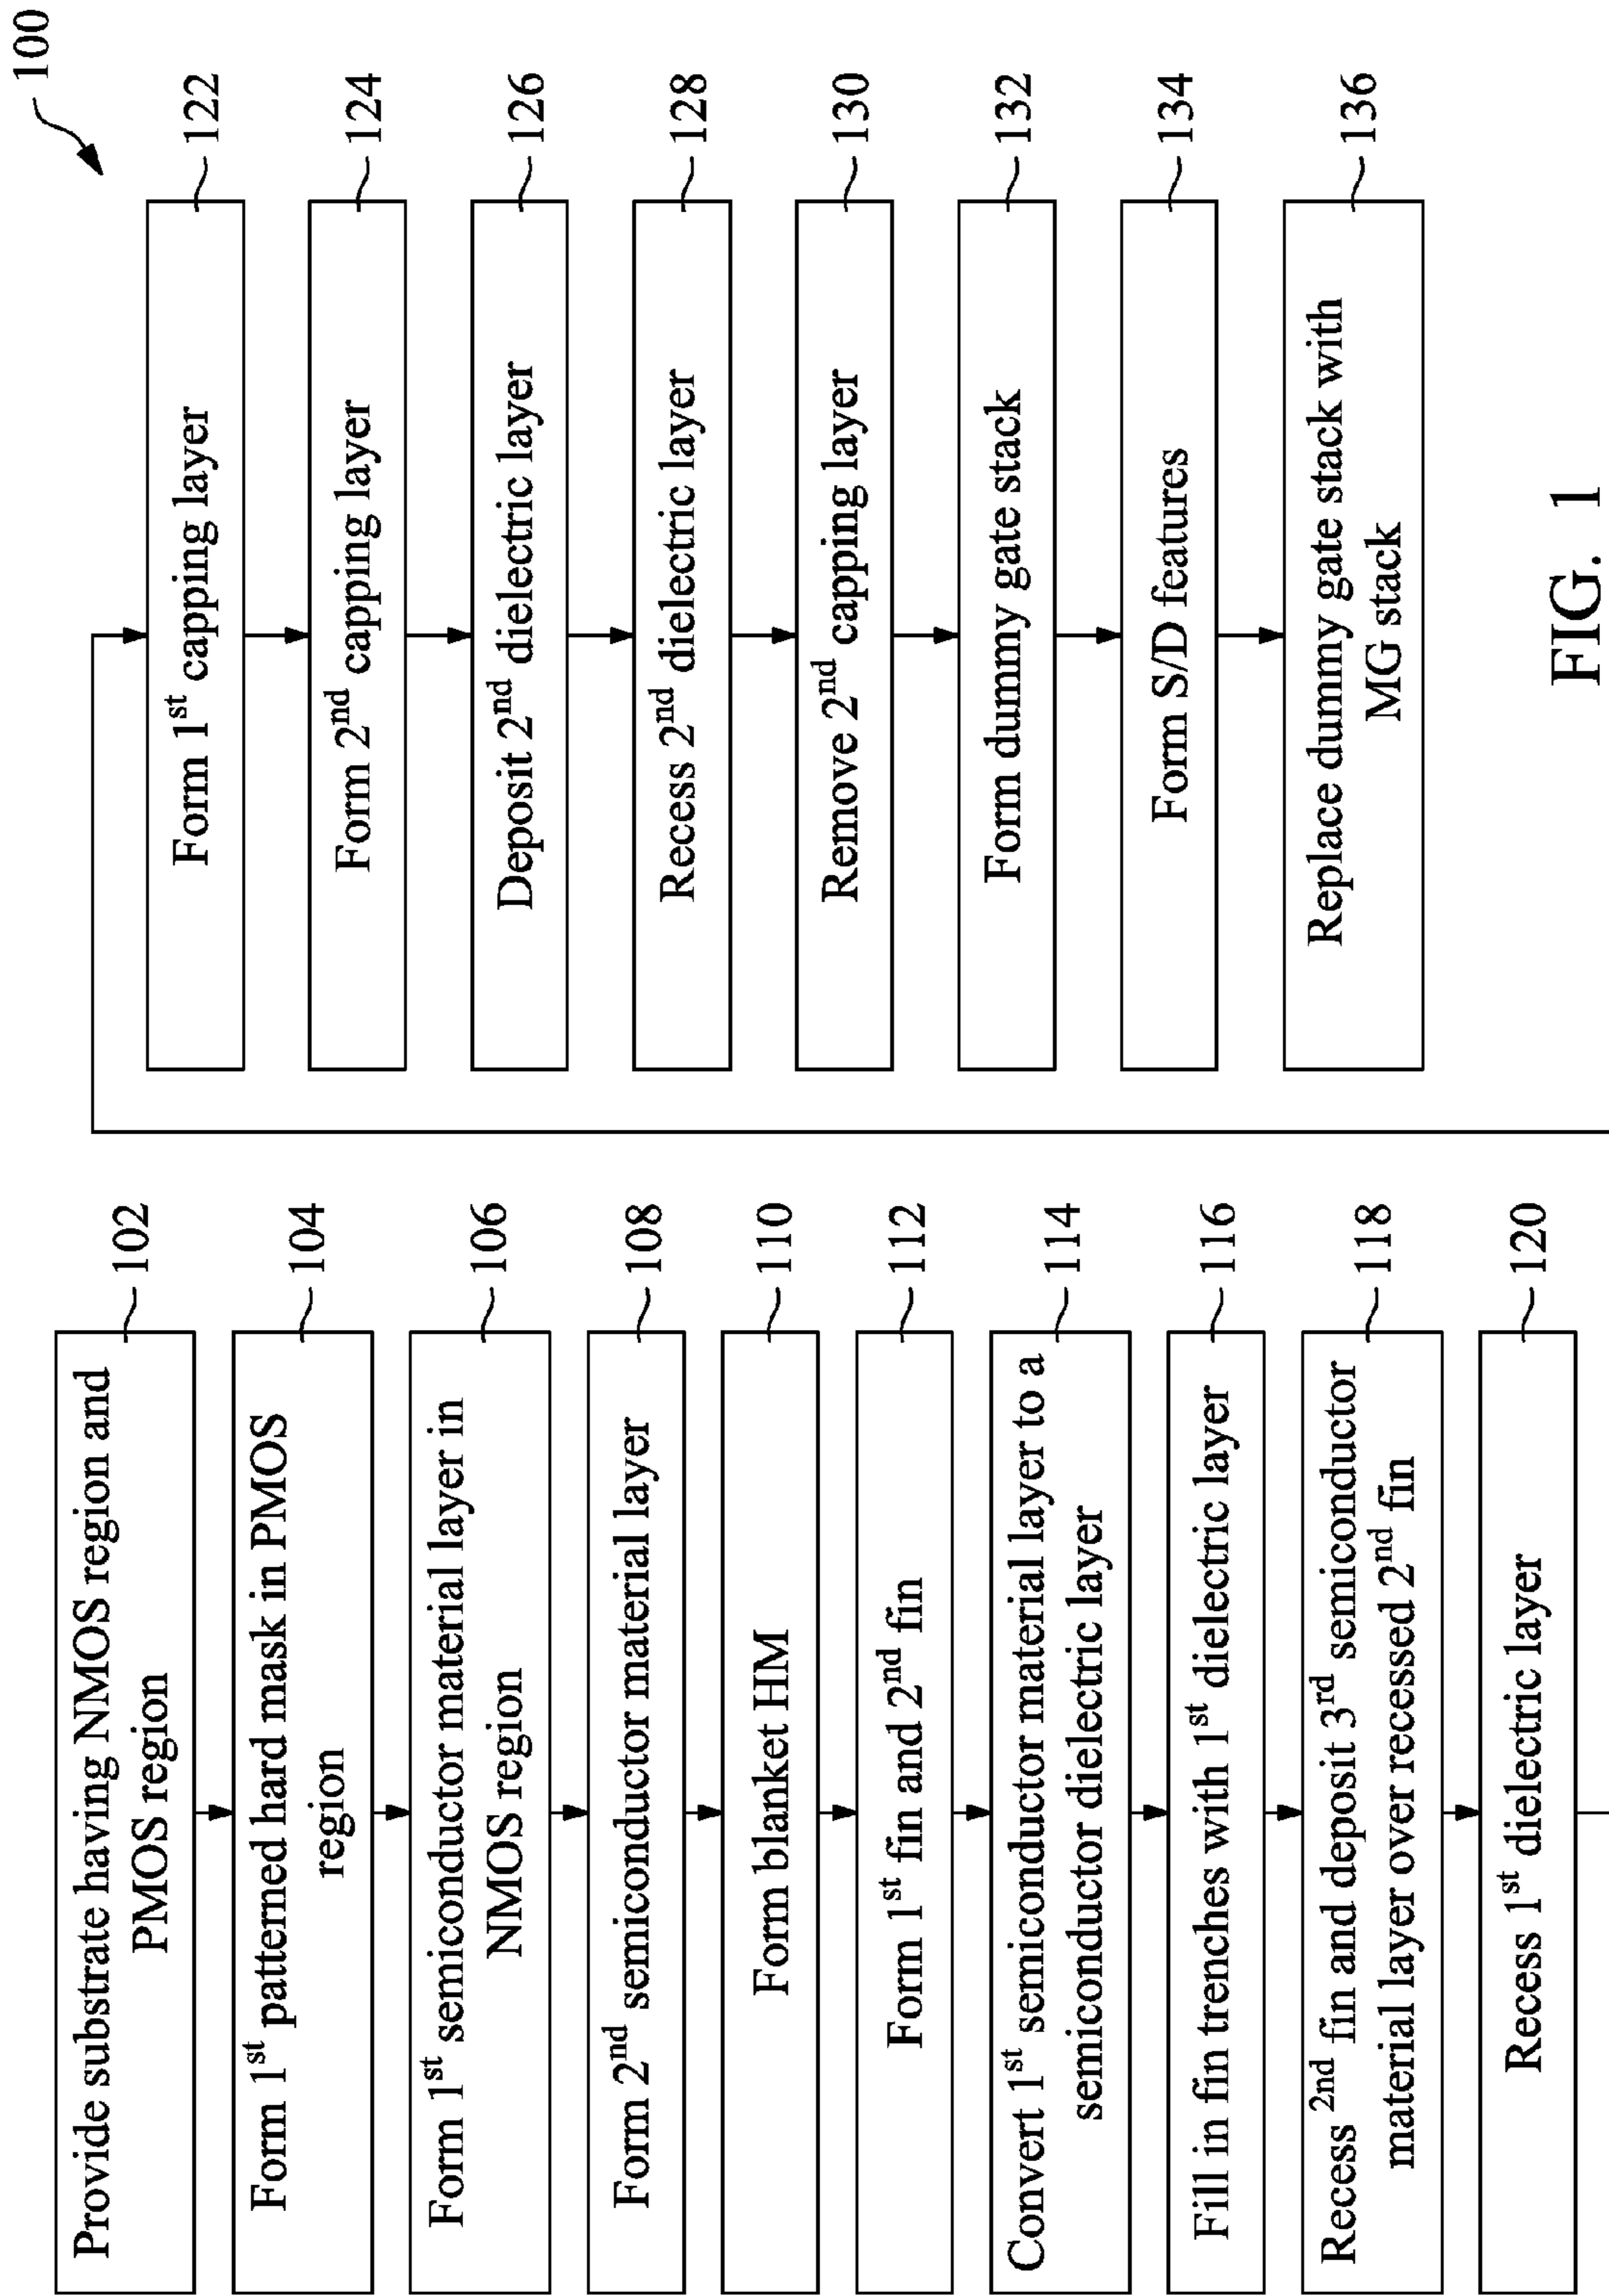 100
Provide substrate having NMOS region and
PMOS region
102
Form 1st patterned hard mask in PMOS
region
104
Form 1st semiconductor material layer in
NMOS region
106
Form 2nd semiconductor material layer
108
Form blanket HM
110
Form 1st fin and 2nd fin
112
Convert 1st semiconductor material layer to a
semiconductor dielectric layer
114
Fill in fin trenches with 1st dielectric layer
116
Recess 2nd fin and deposit 3rd semiconductor
material layer over recessed 2nd fin
118
Recess 1st dielectric layer
120
Form 1st capping layer
122
Form 2nd capping layer
124
Deposit 2nd dielectric layer
126
Recess 2nd dielectric layer
128
Remove 2nd capping layer
130
Form dummy gate stack
132
Form S/D features
134
Replace dummy gate stack with
MG stack
136
FIG. 1